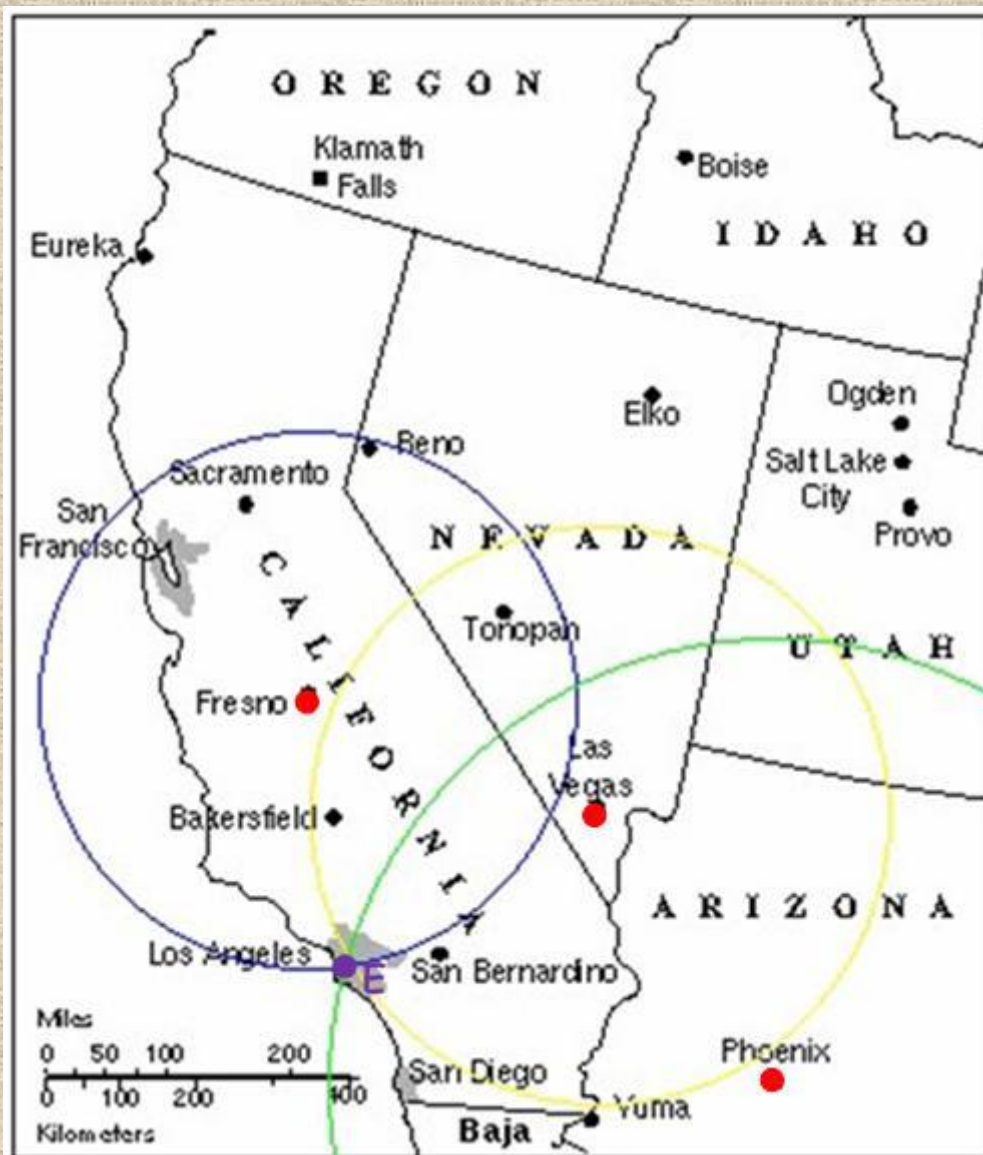 OREGON
Klamath
Falls
Boise
IDAHO
Eureka
Ogden
Elko
Beno
Sacramento
Salt Lake
City
San
Francisco
Provo
NEVADA
CALIFORNIA
Tonopan
UTAH
Fresno
Las
Vegas
Bakersfield
ARIZONA
Los Angeles
E
San Bernardino
Miles
0 50 100 200
Phoenix
San Diego
0 100 200 400
Yuma
Kilometers
Baja